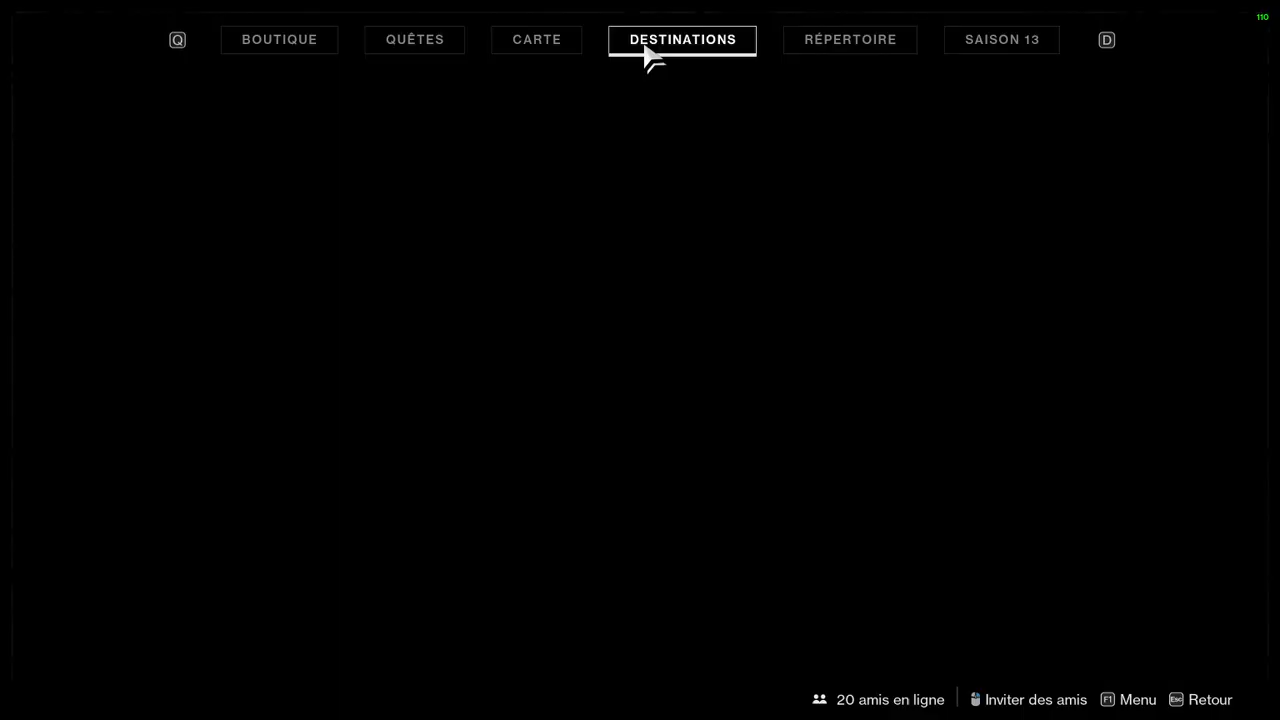 110
Q BOUTIQUE QUÊTES CARTE DESTINATIONS RÉPERTOIRE SAISON 13 D
20 amis en ligne Inviter des amis F1 Menu Esc Retour